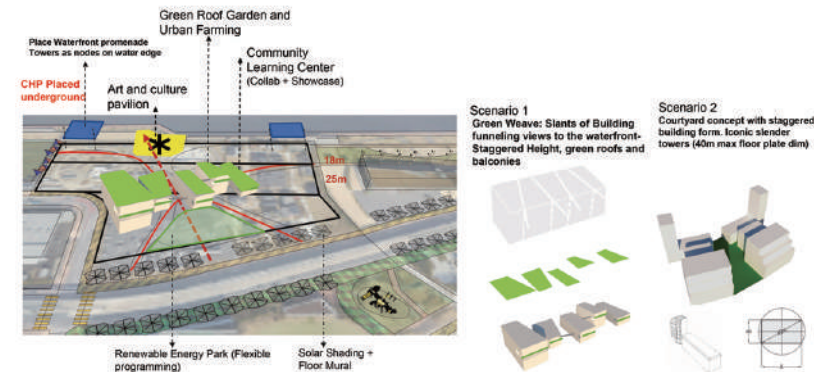 Green Roof Garden and
Urban Farming
Place Waterfront promenade
Towers as nodes on water edge
Community
Learning Center
(Collab + Showcase)
CHP Placed
underground
Art and culture
pavilion
18m
25m
Renewable Energy Park (Flexible
programming)
Solar Shading +
Floor Mural
Scenario 1
Green Weave: Slants of Building
funneling views to the waterfront-
Staggered Height, green roofs and
balconies
Scenario 2
Courtyard concept with staggered
building form. Iconic slender
towers (40m max floor plate dim)